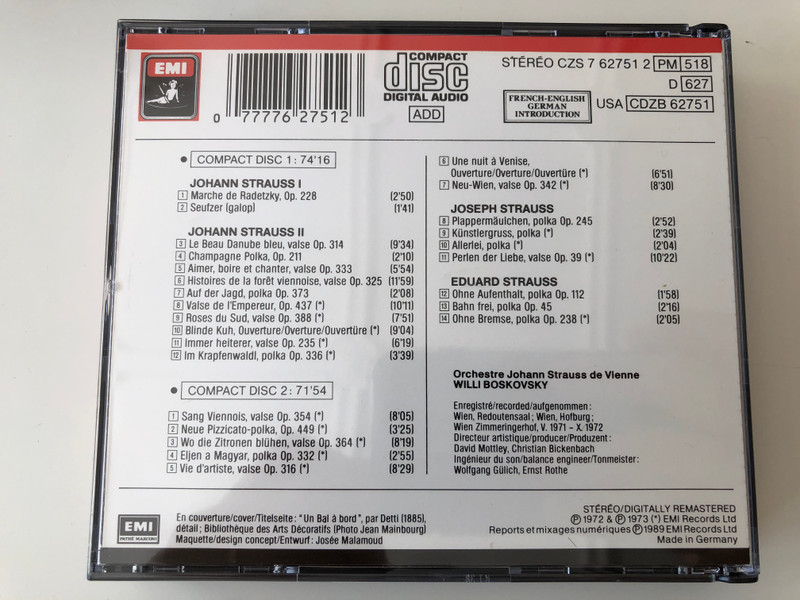 EMI
0 77776 27512
COMPACT
disc
DIGITAL AUDIO
ADD
STÉRÉO CZS 7 62751 2 PM 518
D 627
FRENCH-ENGLISH
GERMAN
INTRODUCTION
USA CDZB 62751
● COMPACT DISC 1 : 74'16
JOHANN STRAUSS I
1 Marche de Radetzky, Op. 228 (2'50)
2 Seufzer (galop) (1'41)
JOHANN STRAUSS II
3 Le Beau Danube bleu, valse Op. 314 (9'34)
4 Champagne Polka, Op. 211 (2'10)
5 Aimer, boire et chanter, valse Op. 333 (5'54)
6 Histoires de la forêt viennoise, valse Op. 325 (11'59)
7 Auf der Jagd, polka Op. 373 (2'08)
8 Valse de l'Empereur, Op. 437 (*) (10'11)
9 Roses du Sud, valse Op. 388 (*) (7'51)
10 Blinde Kuh, Ouverture/Overture/Ouvertüre (*) (9'04)
11 Immer heiterer, valse Op. 235 (*) (6'19)
12 Im Krapfenwaldl, polka Op. 336 (*) (3'39)
● COMPACT DISC 2 : 71'54
1 Sang Viennois, valse Op. 354 (*) (8'05)
2 Neue Pizzicato-polka, Op. 449 (*) (3'25)
3 Wo die Zitronen blühen, valse Op. 364 (*) (8'19)
4 Eljen a Magyar, polka Op. 332 (*) (2'55)
5 Vie d'artiste, valse Op. 316 (*) (8'29)
6 Une nuit à Venise,
Ouverture/Overture/Ouvertüre (*) (6'51)
7 Neu-Wien, valse Op. 342 (*) (8'30)
JOSEPH STRAUSS
8 Plappermäulchen, polka Op. 245 (2'52)
9 Künstlergruss, polka (*) (2'39)
10 Allerlei, polka (*) (2'04)
11 Perlen der Liebe, valse Op. 39 (*) (10'22)
EDUARD STRAUSS
12 Ohne Aufenthalt, polka Op. 112 (1'58)
13 Bahn frei, polka Op. 45 (2'16)
14 Ohne Bremse, polka Op. 238 (*) (2'05)
Orchestre Johann Strauss de Vienne
WILLI BOSKOVSKY
Enregistré/recorded/aufgenommen :
Wien, Redoutensaal ; Wien, Hofburg ;
Wien Zimmeringerhof, V. 1971 - X. 1972
Directeur artistique/producer/Produzent :
David Mottley, Christian Bickenbach
Ingénieur du son/balance engineer/Tonmeister :
Wolfgang Gülich, Ernst Rothe
EMI
PATHÉ MARCONI
En couverture/cover/Titelseite : "Un Bal à bord", par Detti (1885),
détail ; Bibliothèque des Arts Décoratifs (Photo Jean Mainbourg)
Maquette/design concept/Entwurf : Josée Malamoud
STÉRÉO/DIGITALLY REMASTERED
Ⓟ 1972 & Ⓟ 1973 (*) EMI Records Ltd
Reports et mixages numériques Ⓟ 1989 EMI Records Ltd
Made in Germany